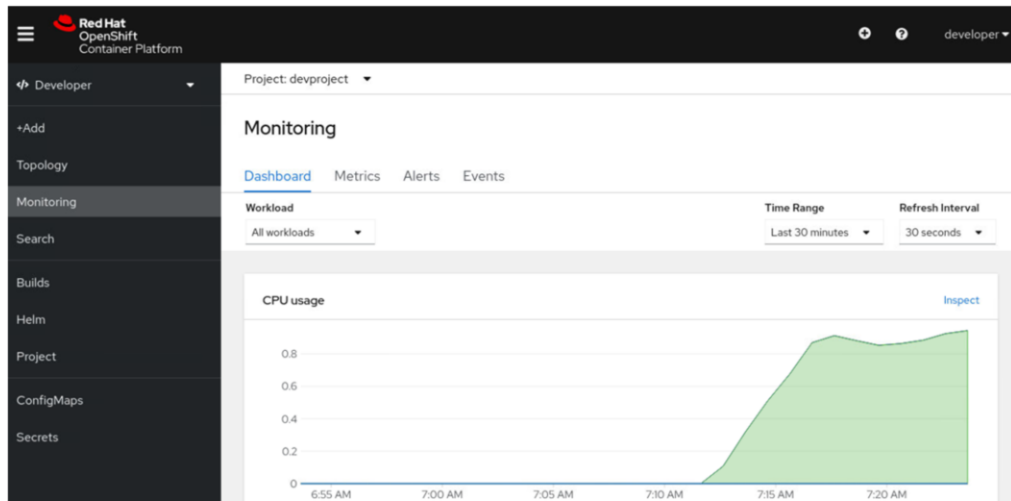 Red Hat
OpenShift
Container Platform
developer
Developer
+Add
Topology
Monitoring
Search
Builds
Helm
Project
ConfigMaps
Secrets
Project: devproject
Monitoring
Dashboard Metrics Alerts Events
Workload
All workloads
Time Range
Last 30 minutes
Refresh Interval
30 seconds
CPU usage
Inspect
0.8
0.6
0.4
0.2
0
6:55 AM 7:00 AM 7:05 AM 7:10 AM 7:15 AM 7:20 AM